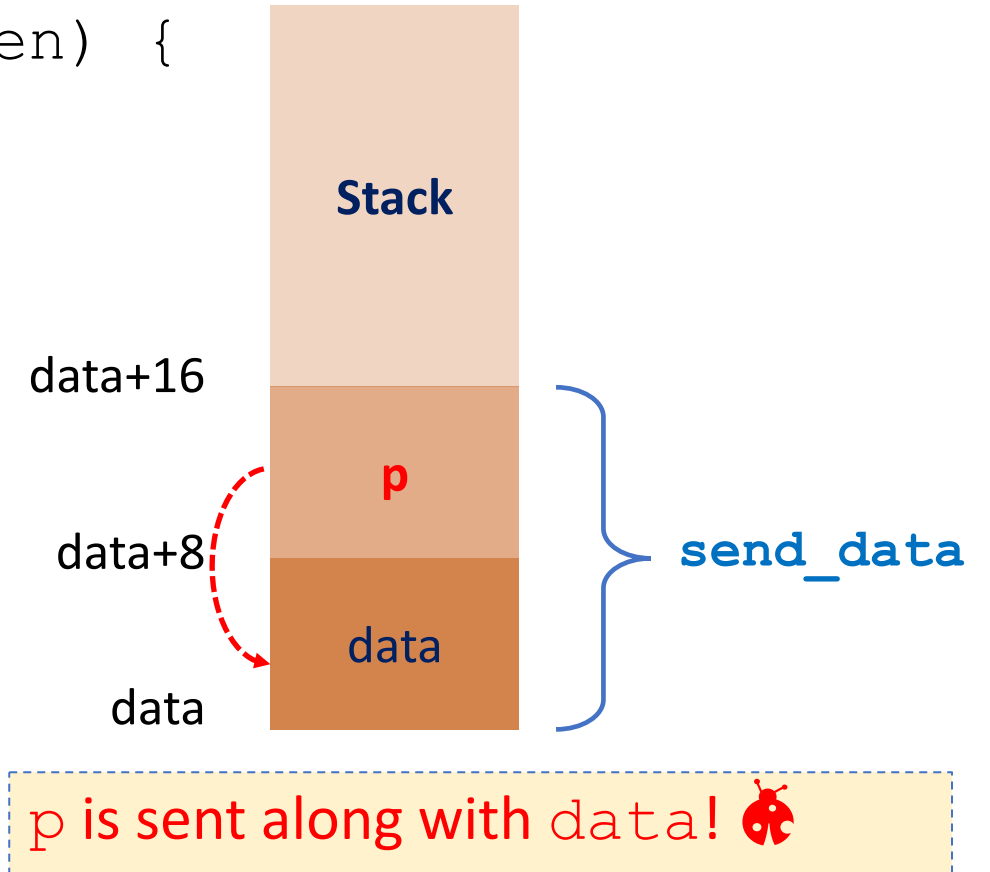 en) {
Stack
data+16
p
data+8
send_data
data
data
p is sent along with data!